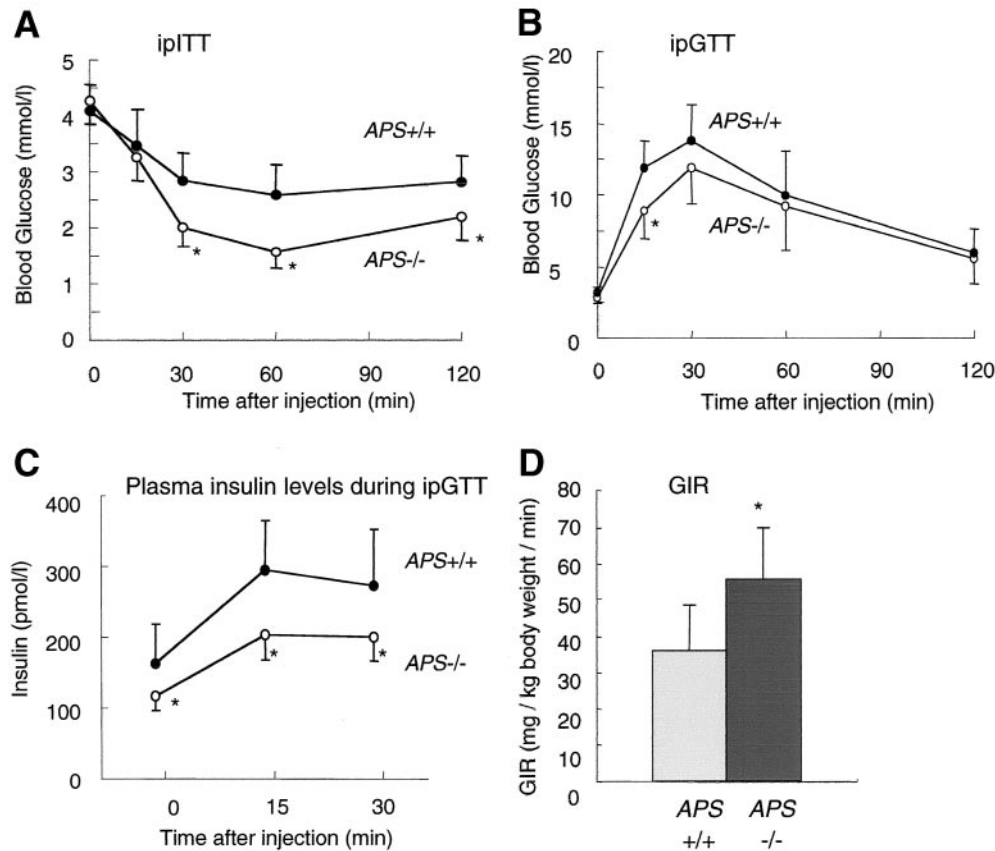 A
ipITT
5
4
3
2
1
0
Blood Glucose (mmol/l)
APS+/+
APS-/-
*
*
*
0 30 60 90 120
Time after injection (min)
B
ipGTT
20
15
10
5
0
Blood Glucose (mmol/l)
APS+/+
APS-/-
*
0 30 60 90 120
Time after injection (min)
C
Plasma insulin levels during ipGTT
400
300
200
100
0
Insulin (pmol/l)
APS+/+
APS-/-
*
*
*
0 15 30
Time after injection (min)
D
GIR
80
70
60
50
40
30
20
10
0
GIR (mg / kg body weight / min)
*
APS APS
+/+ -/-